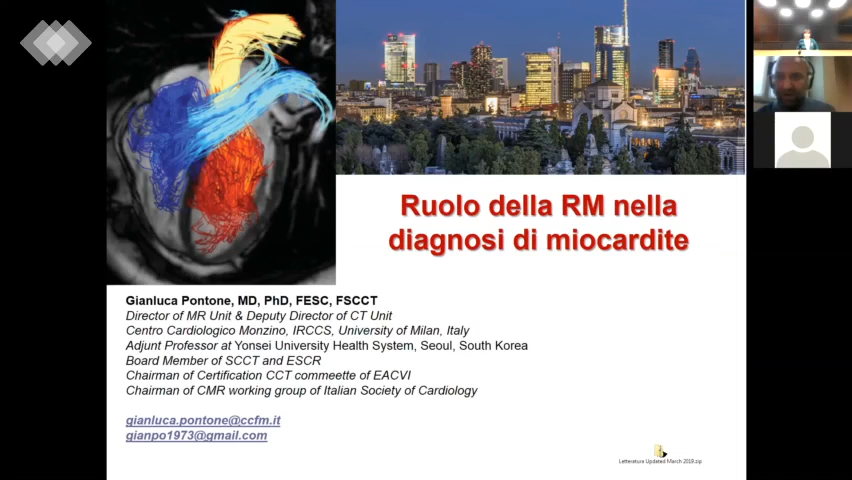 Ruolo della RM nella
diagnosi di miocardite
Gianluca Pontone, MD, PhD, FESC, FSCCT
Director of MR Unit & Deputy Director of CT Unit
Centro Cardiologico Monzino, IRCCS, University of Milan, Italy
Adjunt Professor at Yonsei University Health System, Seoul, South Korea
Board Member of SCCT and ESCR
Chairman of Certification CCT commeette of EACVI
Chairman of CMR working group of Italian Society of Cardiology
gianluca.pontone@ccfm.it
gianpo1973@gmail.com
Letteratura Updated March 2019.zip